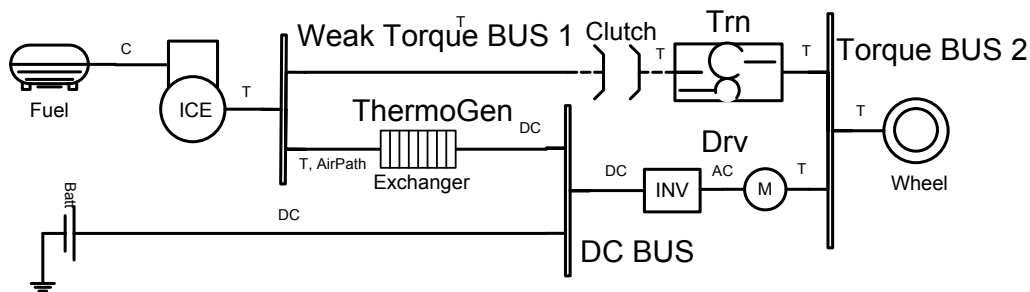 T
Trn
Weak Torque BUS 1
Clutch
C
T
T
Torque BUS 2
Fuel
ICE
T
ThermoGen
DC
T
Drv
T, AirPath
Exchanger
DC
AC
T
Wheel
INV
M
Batt
DC
DC BUS